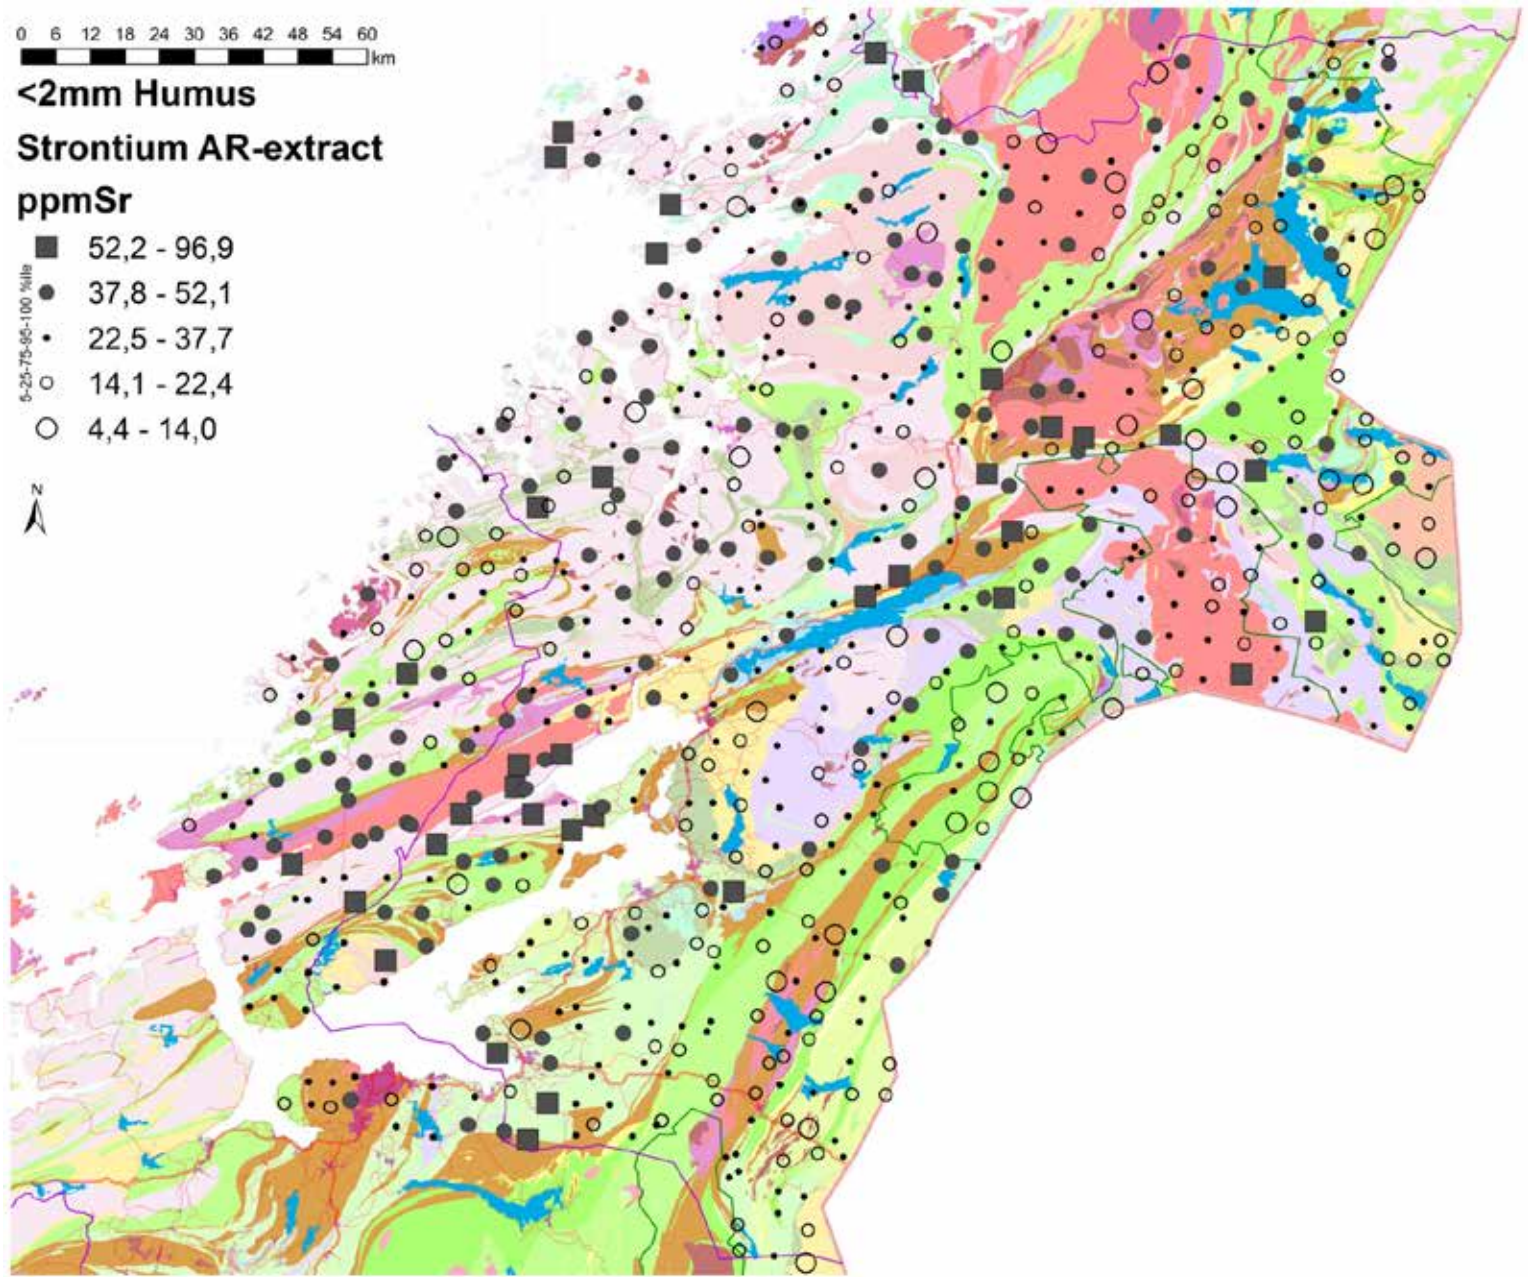 0 6 12 18 24 30 36 42 48 54 60
km
<2mm Humus
Strontium AR-extract
ppmSr
52,2 - 96,9
37,8 - 52,1
22,5 - 37,7
14,1 - 22,4
4,4 - 14,0
5-25-75-95-100 %ile
N